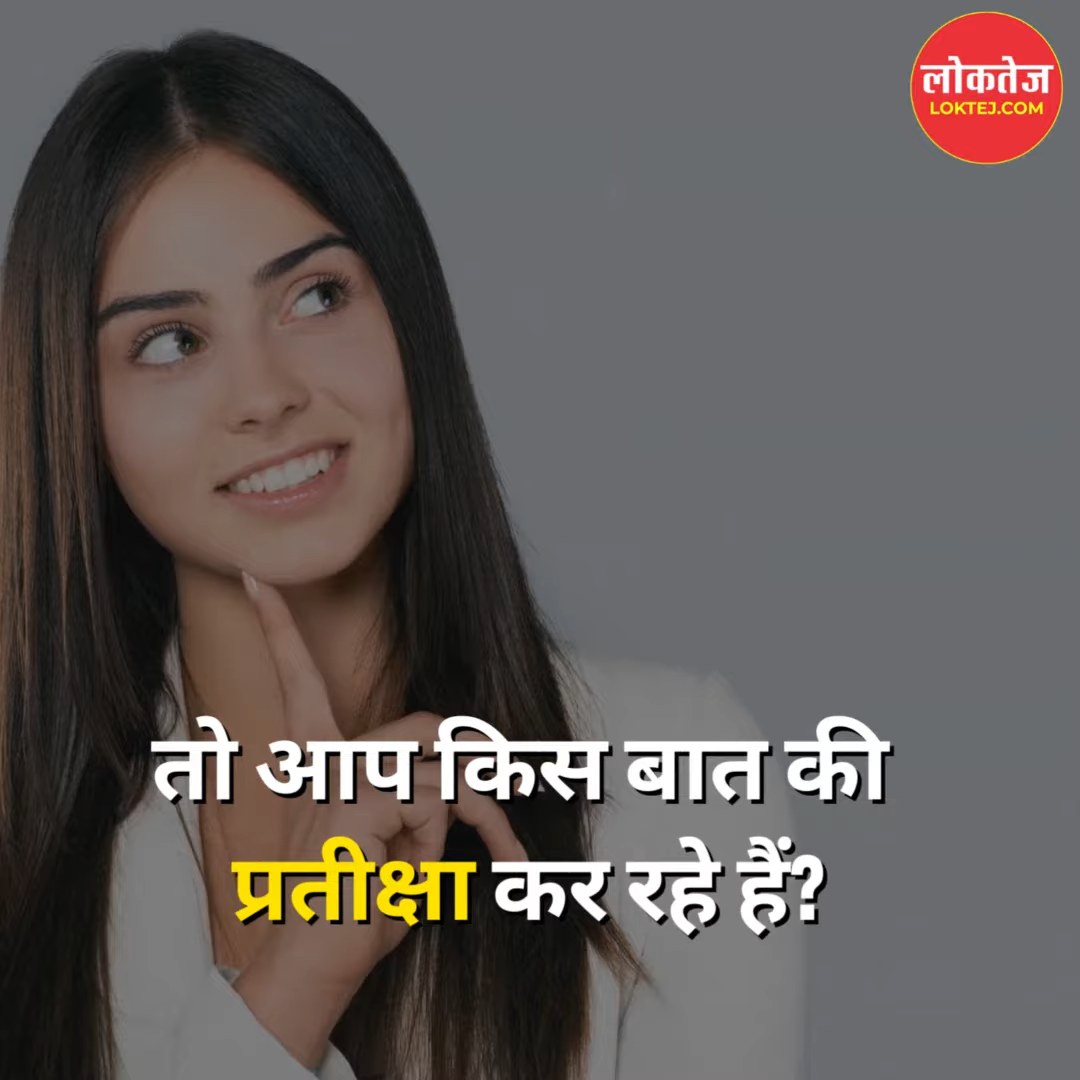 लोकतेज
LOKTEJ.COM
तो आप किस बात की
प्रतीक्षा कर रहे हैं?